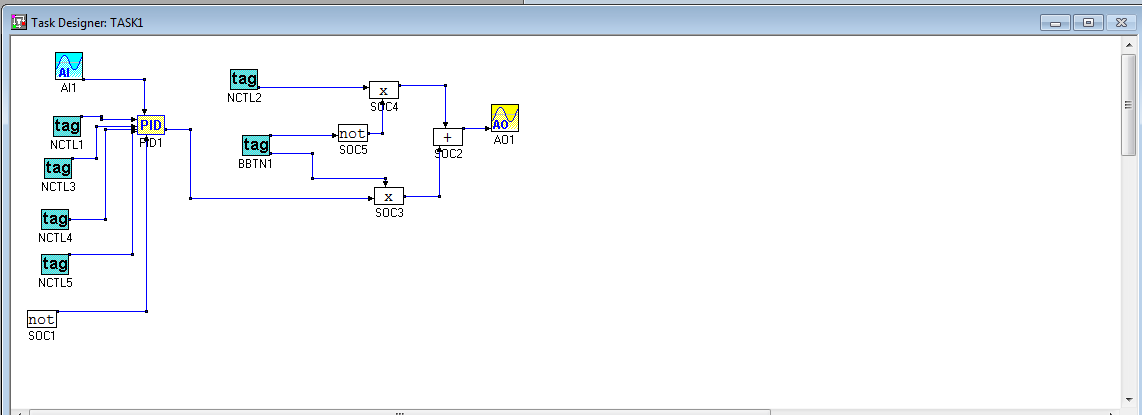 Task Designer: TASK1
AI
AI1
tag
NCTL1
PID
PID1
tag
NCTL3
tag
NCTL4
tag
NCTL5
not
SOC1
tag
NCTL2
x
SOC4
tag
BBTN1
not
SOC5
+
SOC2
AO
AO1
x
SOC3